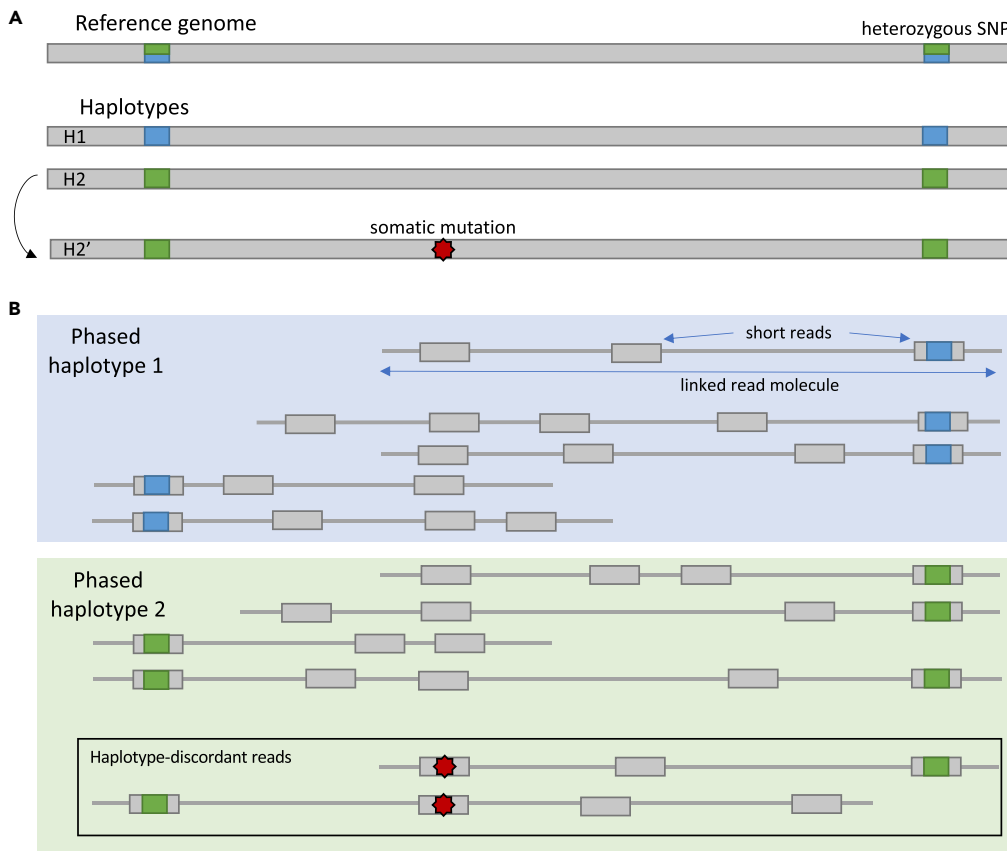 A
Reference genome
heterozygous SNP
Haplotypes
H1
H2
somatic mutation
H2’
B
Phased
haplotype 1
short reads
linked read molecule
Phased
haplotype 2
Haplotype-discordant reads